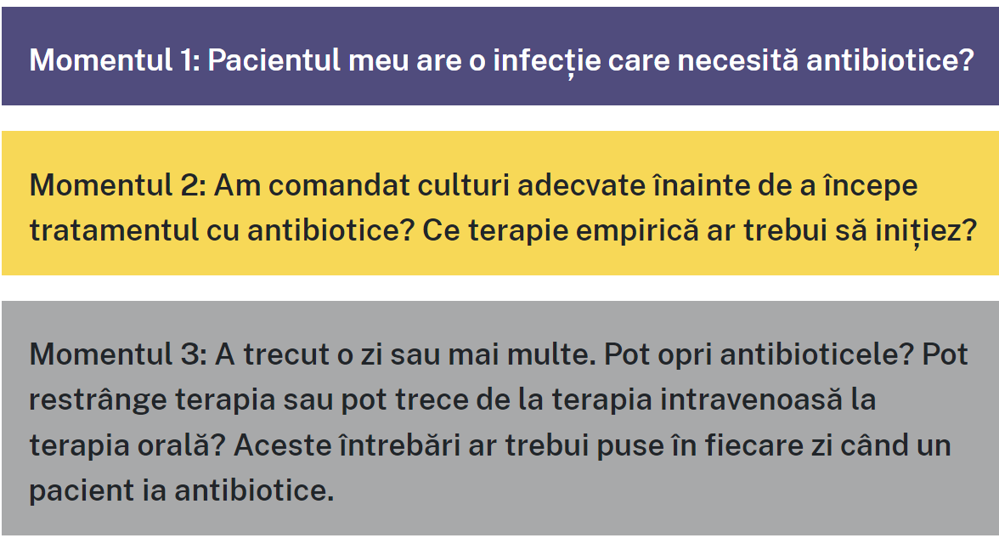 Momentul 1: Pacientul meu are o infecție care necesită antibiotice?
Momentul 2: Am comandat culturi adecvate înainte de a începe
tratamentul cu antibiotice? Ce terapie empirică ar trebui să inițiez?
Momentul 3: A trecut o zi sau mai multe. Pot opri antibioticele? Pot
restrânge terapia sau pot trece de la terapia intravenoasă la
terapia orală? Aceste întrebări ar trebui puse în fiecare zi când un
pacient ia antibiotice.